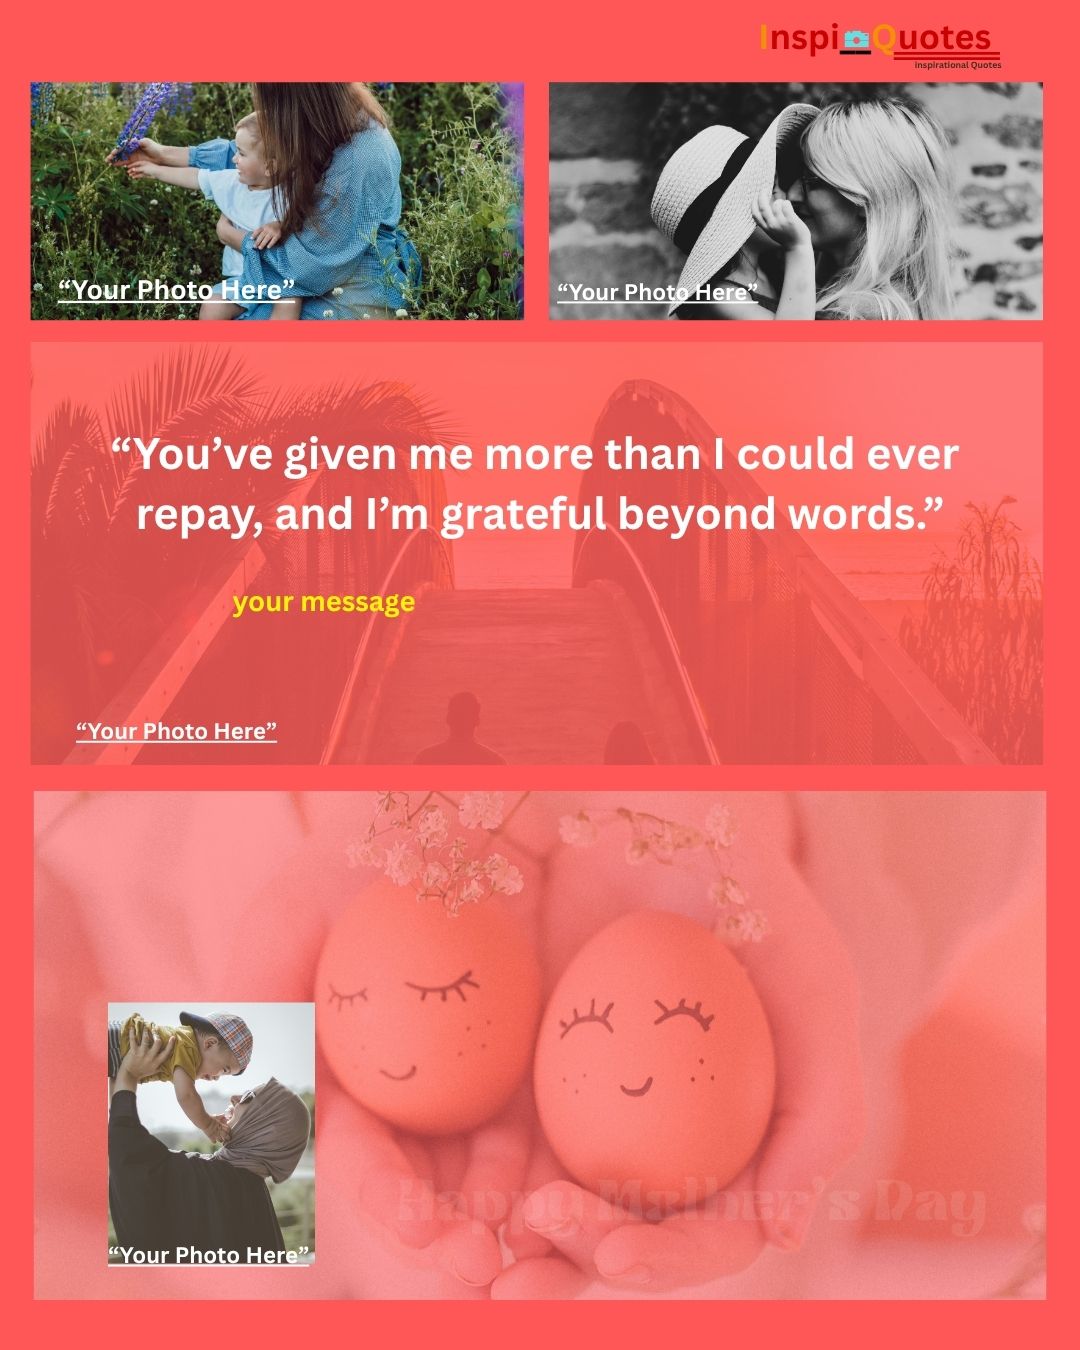 InspiQuotes
inspirational Quotes
“Your Photo Here”
“Your Photo Here”
“You’ve given me more than I could ever
repay, and I’m grateful beyond words.”
your message
“Your Photo Here”
Happy Mother's Day
“Your Photo Here”